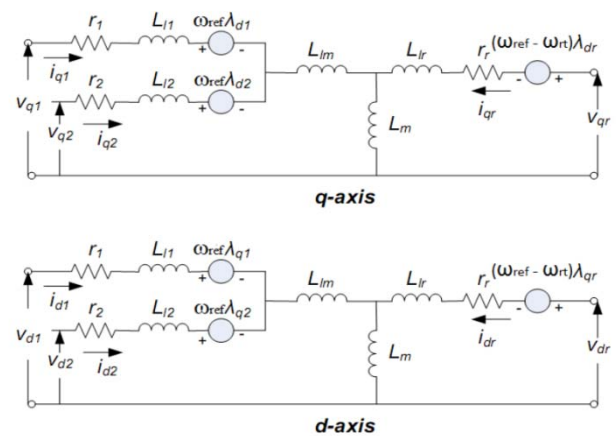 r1 Ll1 ωrefλd1
iq1
Llm Llr rr (ωref - ωrt)λdr
r2 Ll2 ωrefλd2
vq1 vq2 iq2 Lm iqr vqr
+ - + - - +
q-axis
r1 Ll1 ωrefλq1
id1
Llm Llr rr (ωref - ωrt)λqr
r2 Ll2 ωrefλq2
vd1 vd2 id2 Lm idr vdr
+ - + - - +
d-axis